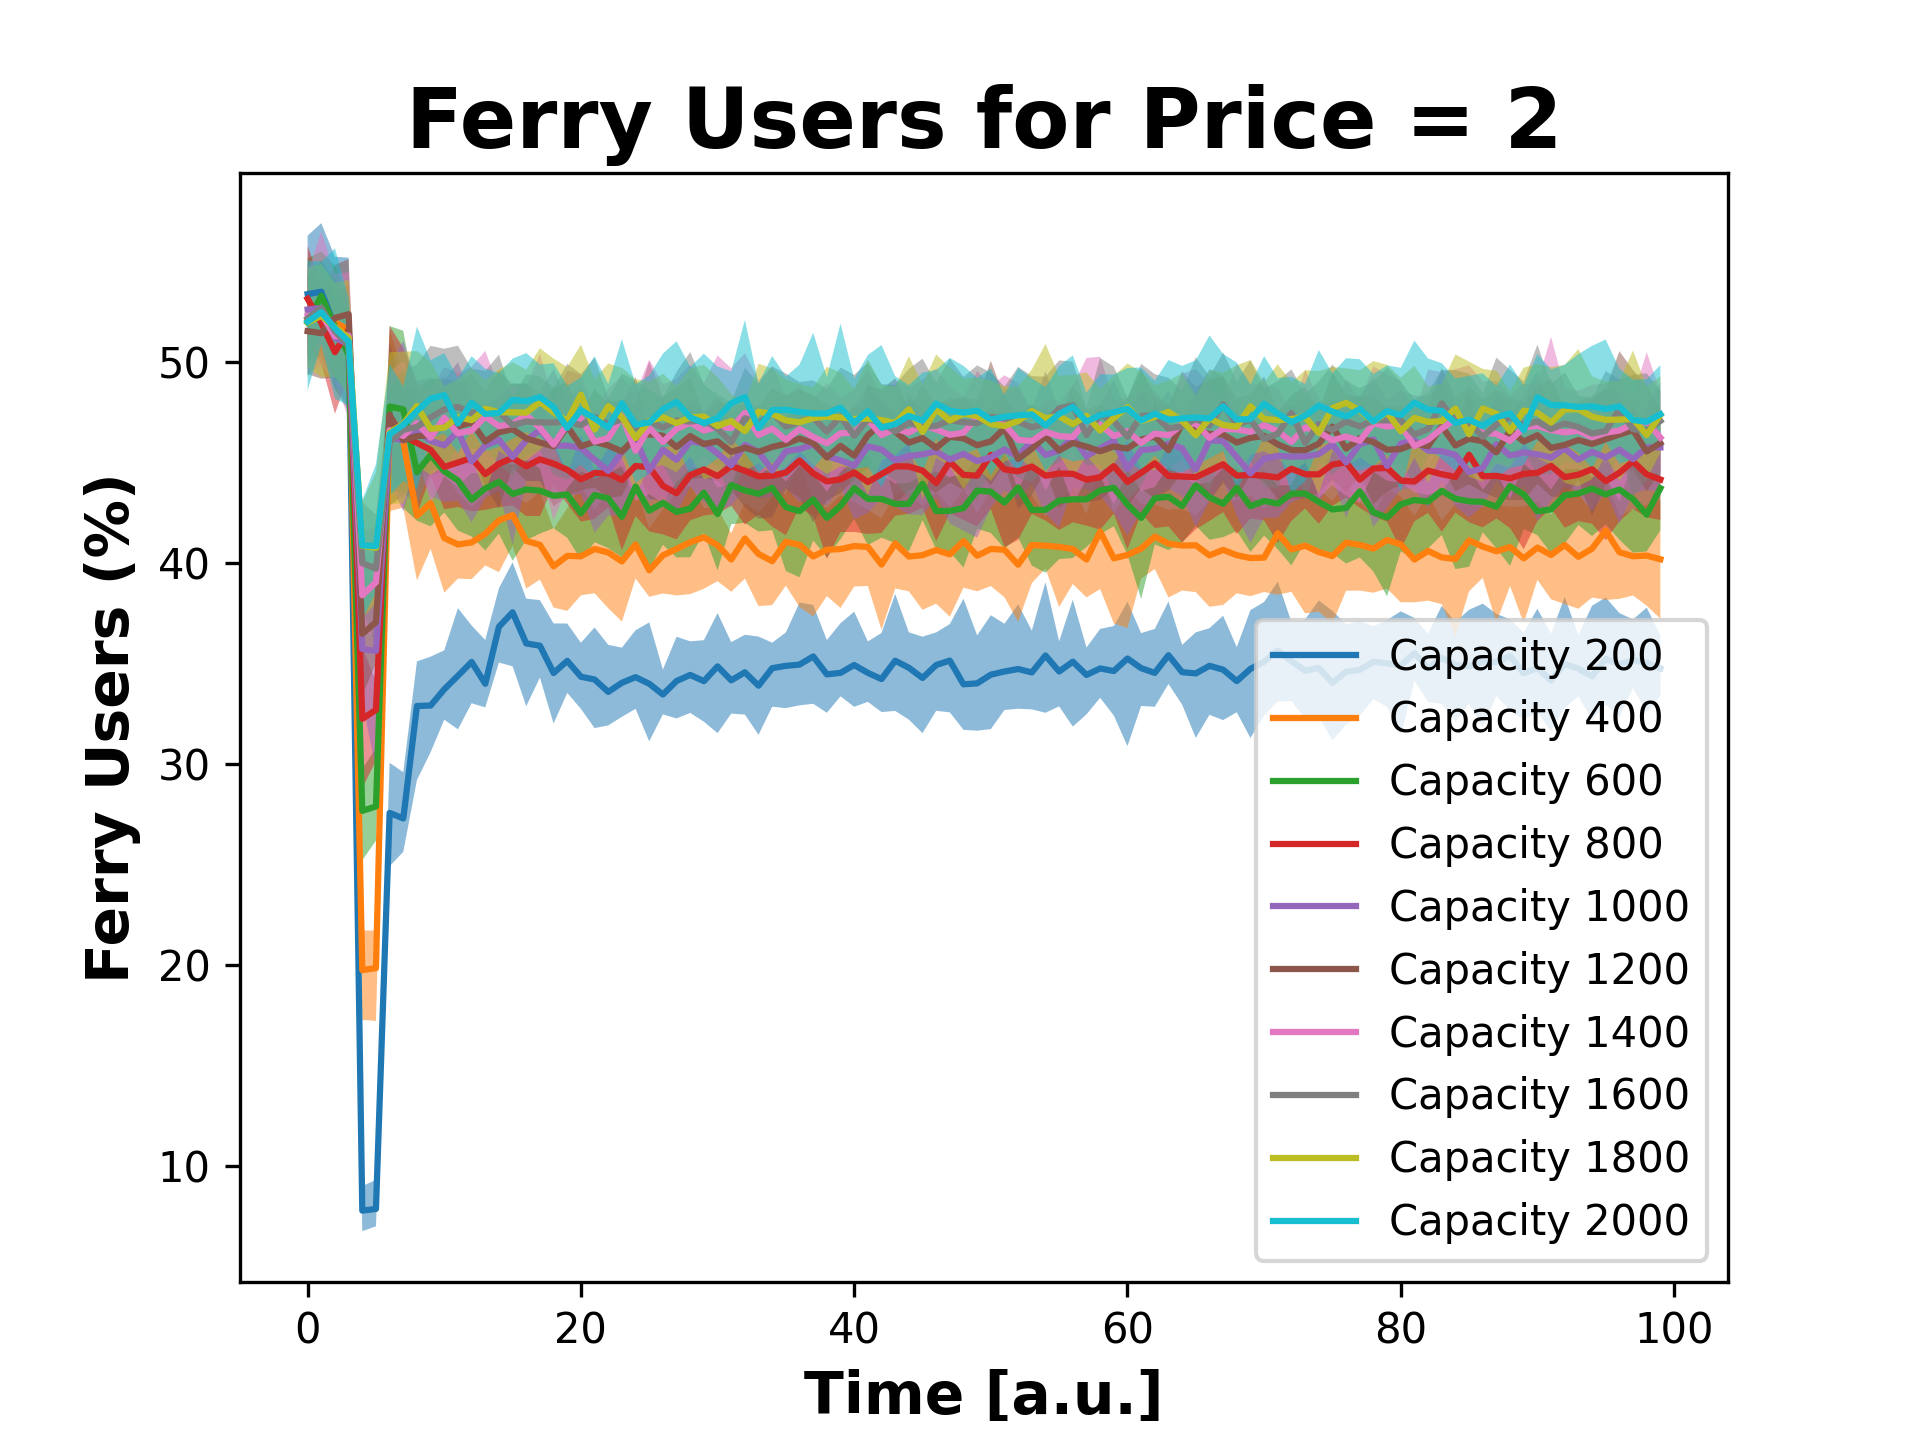 Ferry Users for Price = 2
Ferry Users (%)
50
40
30
20
10
Capacity 200
Capacity 400
Capacity 600
Capacity 800
Capacity 1000
Capacity 1200
Capacity 1400
Capacity 1600
Capacity 1800
Capacity 2000
0 20 40 60 80 100
Time [a.u.]